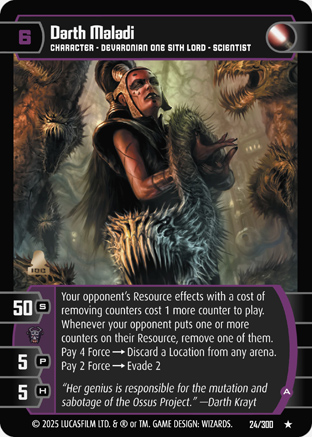 6
Darth Maladi
CHARACTER - DEVARONIAN ONE SITH LORD - SCIENTIST
100
50 S
5 P
5 H
Your opponent's Resource effects with a cost of
removing counters cost 1 more counter to play.
Whenever your opponent puts one or more
counters on their Resource, remove one of them.
Pay 4 Force → Discard a Location from any arena.
Pay 2 Force → Evade 2
"Her genius is responsible for the mutation and
sabotage of the Ossus Project." —Darth Krayt
A
© 2025 LUCASFILM LTD. & ® or TM. GAME DESIGN: WIZARDS. 24/300 ★